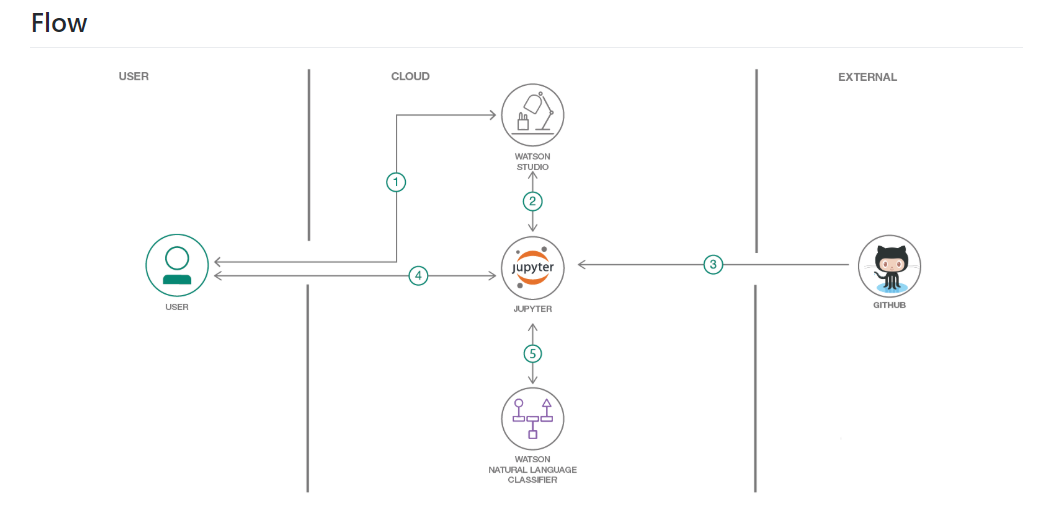 Flow
USER
CLOUD
EXTERNAL
WATSON
STUDIO
1
2
USER
4
jupyter
JUPYTER
3
GITHUB
5
WATSON
NATURAL LANGUAGE
CLASSIFIER